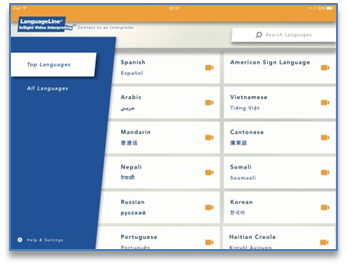 LanguageLine®
InSight Video Interpreting
Connect to an Interpreter
Search Languages
Top Languages
All Languages
Spanish
Español
American Sign Language
Arabic
عربي
Vietnamese
Tiếng Việt
Mandarin
普通话
Cantonese
廣東話
Nepali
नेपाली
Somali
Soomaali
Russian
русский
Korean
한국어
Portuguese
Português
Haitian Creole
Kreyòl Ayisyen
Help & Settings